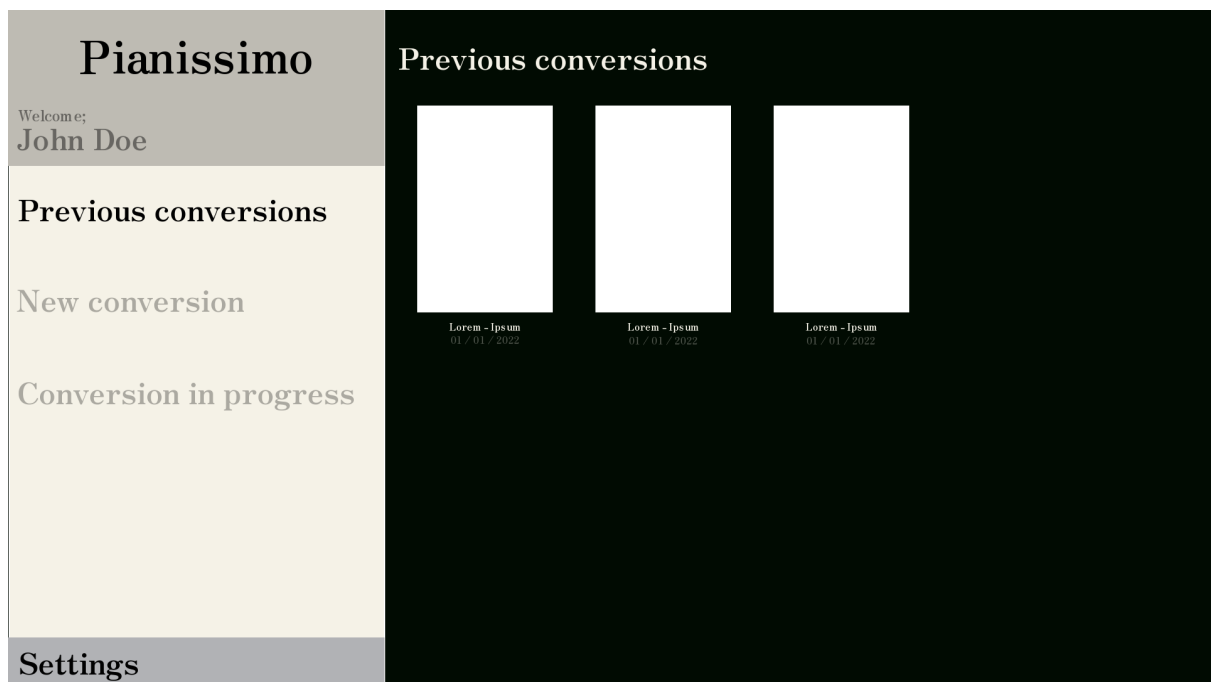 Pianissimo
Welcome;
John Doe
Previous conversions
New conversion
Conversion in progress
Settings
Previous conversions
Lorem - Ipsum
01 / 01 / 2022
Lorem - Ipsum
01 / 01 / 2022
Lorem - Ipsum
01 / 01 / 2022